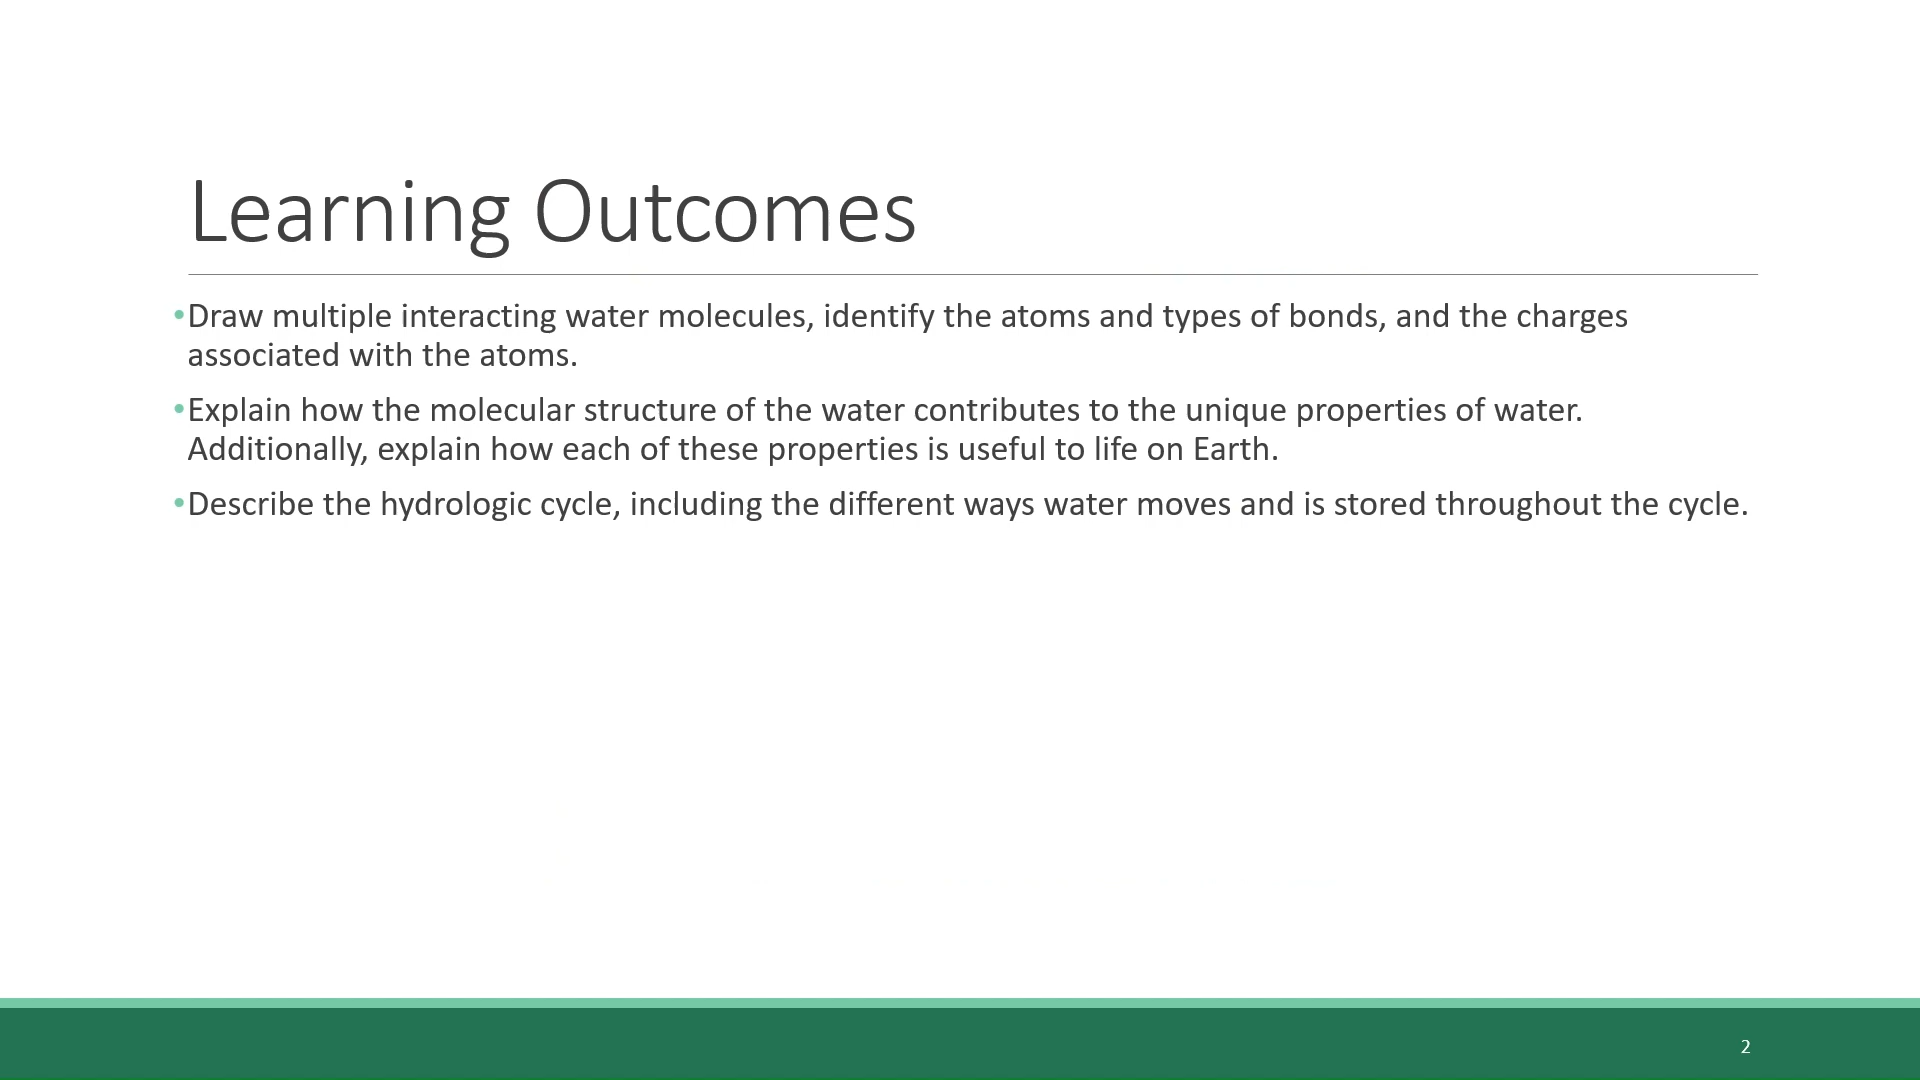 Learning Outcomes
•Draw multiple interacting water molecules, identify the atoms and types of bonds, and the charges
associated with the atoms.
•Explain how the molecular structure of the water contributes to the unique properties of water.
Additionally, explain how each of these properties is useful to life on Earth.
•Describe the hydrologic cycle, including the different ways water moves and is stored throughout the cycle.
2